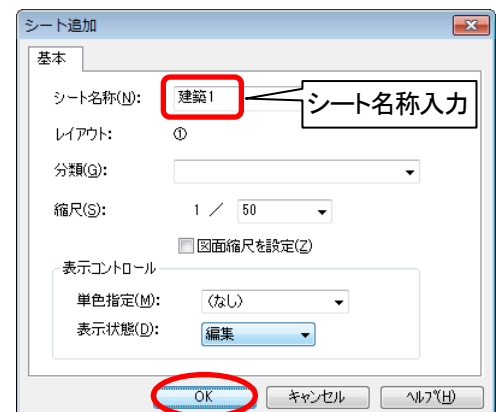 シート追加
基本
シート名称(N): 建築1
シート名称入力
レイアウト: ①
分類(G):
縮尺(S): 1 ／ 50
図面縮尺を設定(Z)
表示コントロール
単色指定(M): (なし)
表示状態(D): 編集
OK キャンセル ヘルプ(H)